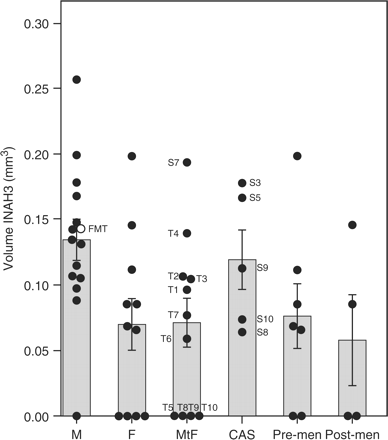 Volume INAH3 (mm³)
0.30
0.25
0.20
0.15
0.10
0.05
0.00
FMT
S7
T4
T2 T3
T1
T7
T6
T5 T8T9 T10
S3
S5
S9
S10
S8
M F MtF CAS Pre-men Post-men